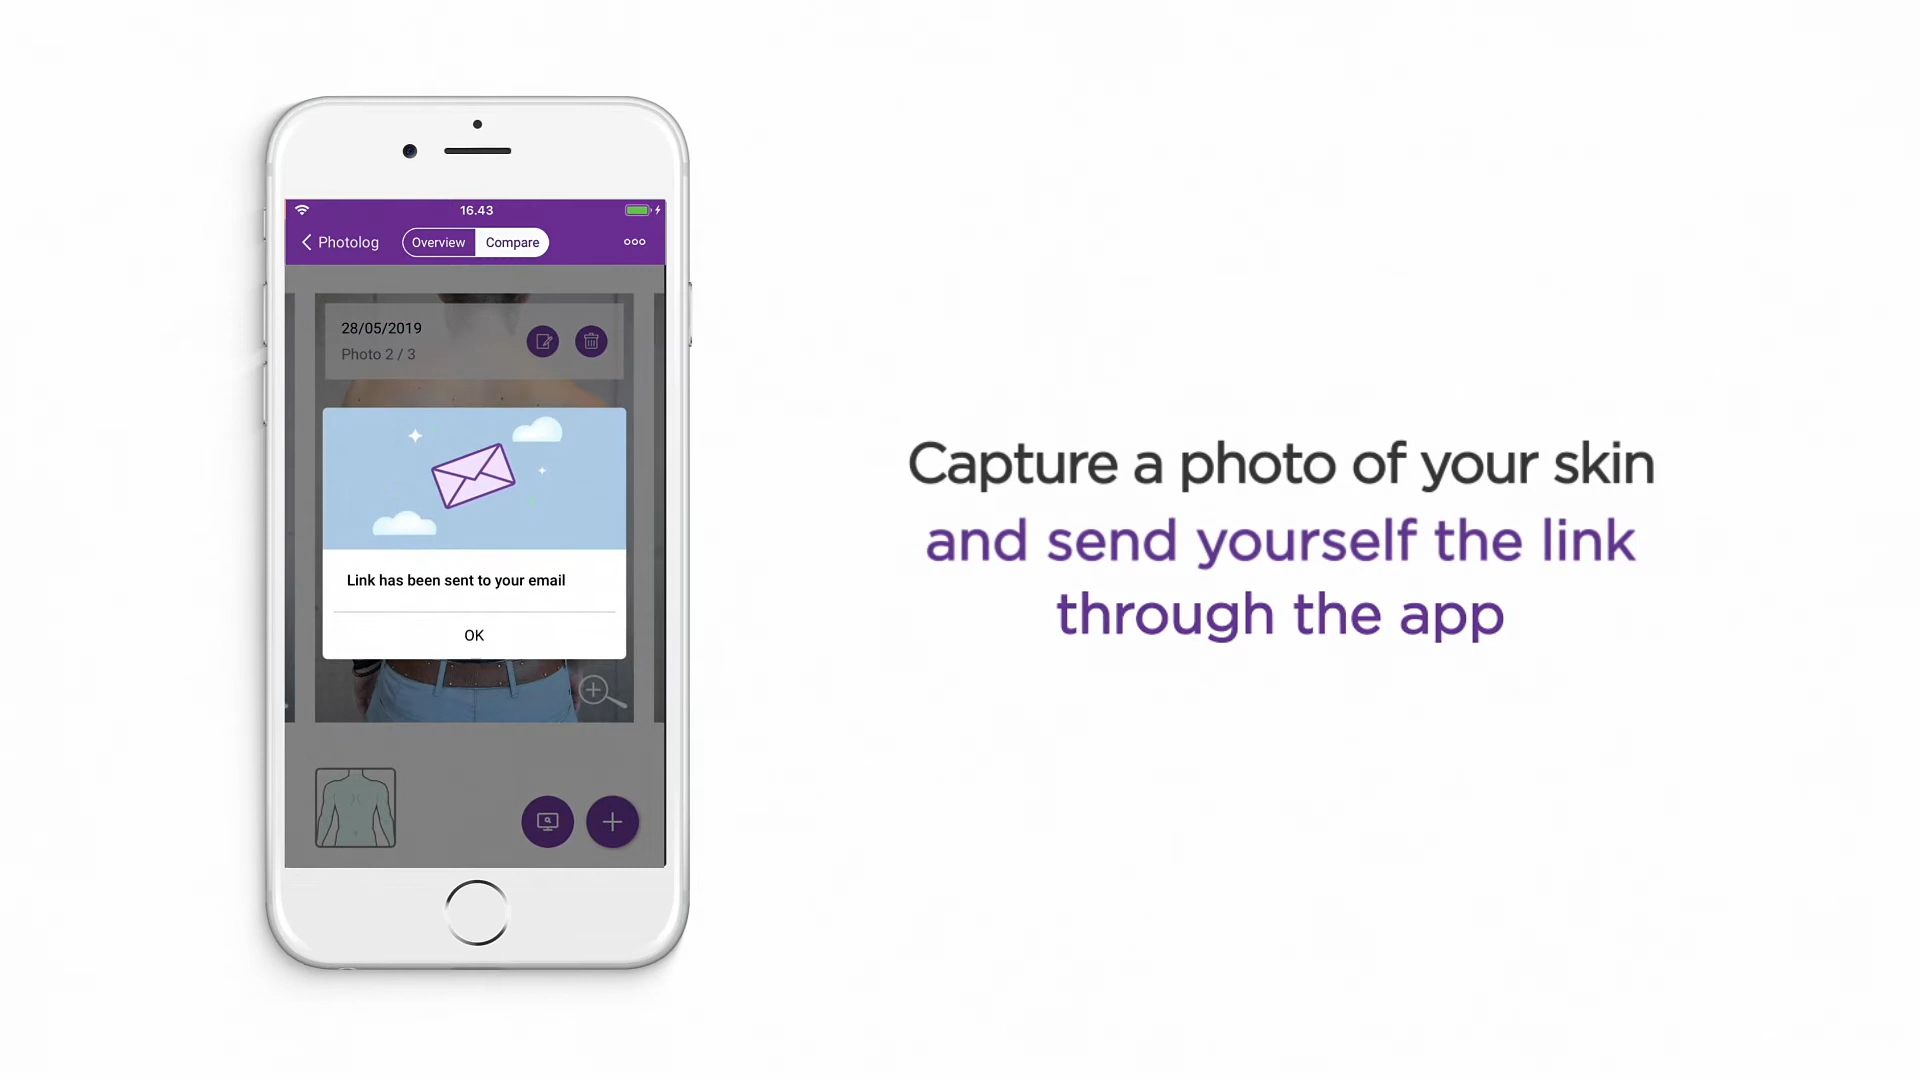 16.43
Photolog
Overview
Compare
28/05/2019
Photo 2 / 3
Link has been sent to your email
OK
Capture a photo of your skin
and send yourself the link
through the app